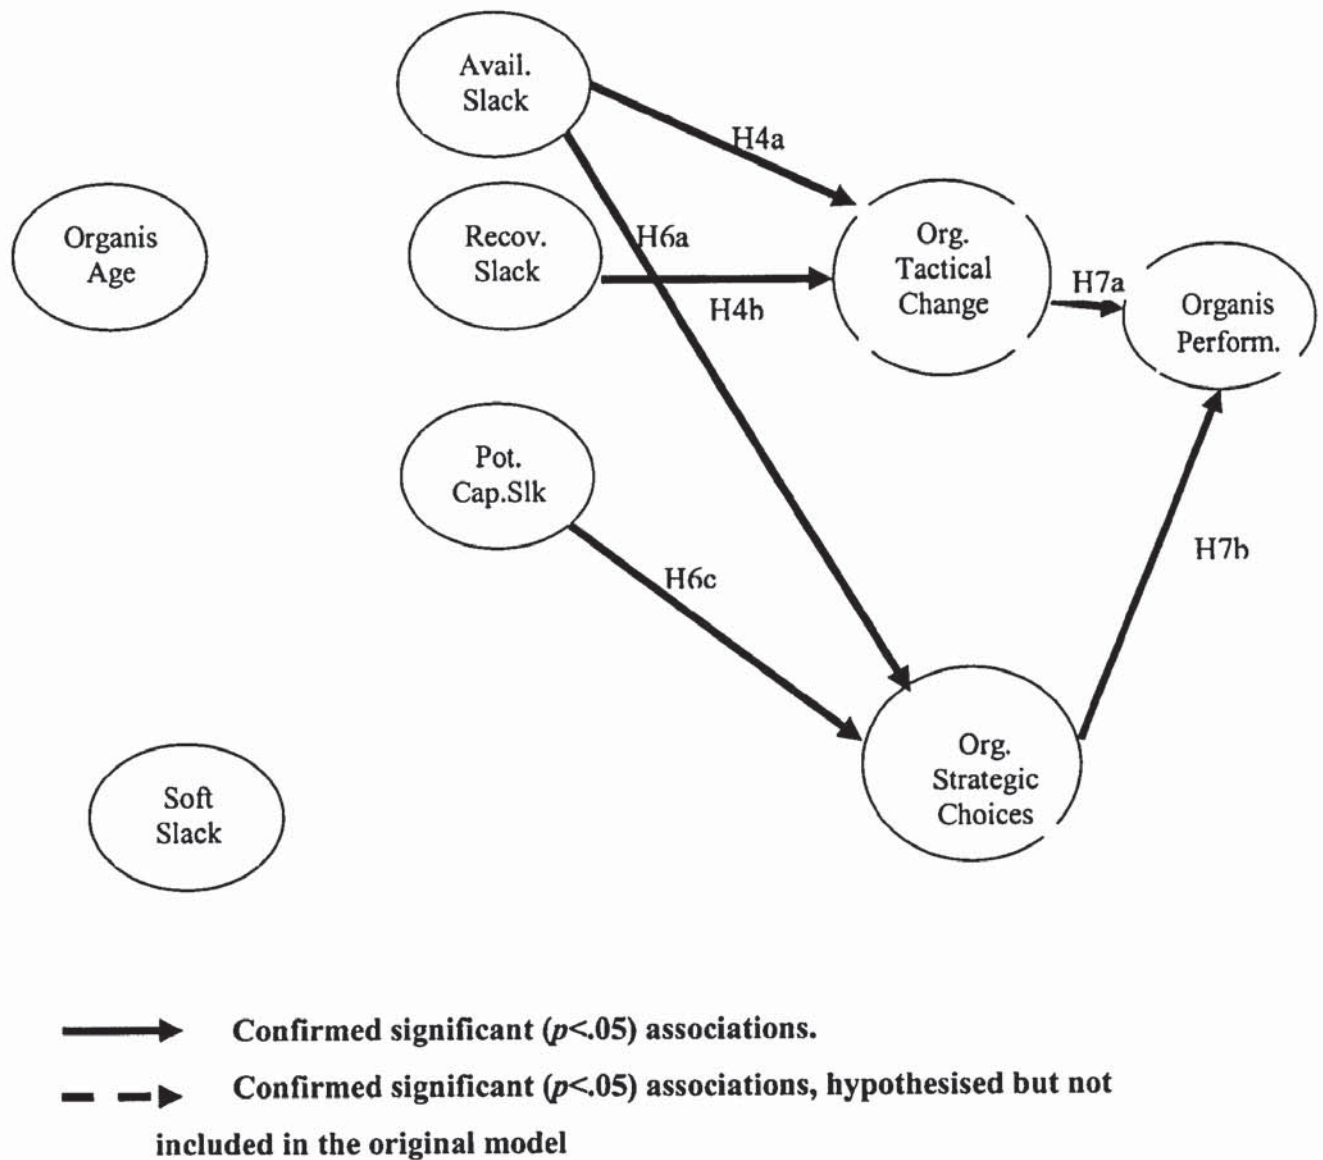 Avail.
Slack
H4a
Organis
Age
Recov.
Slack
H6a
H4b
Org.
Tactical
Change
H7a
Organis
Perform.
Pot.
Cap.Slk
H6c
H7b
Org.
Strategic
Choices
Soft
Slack
Confirmed significant (p<.05) associations.
Confirmed significant (p<.05) associations, hypothesised but not
included in the original model